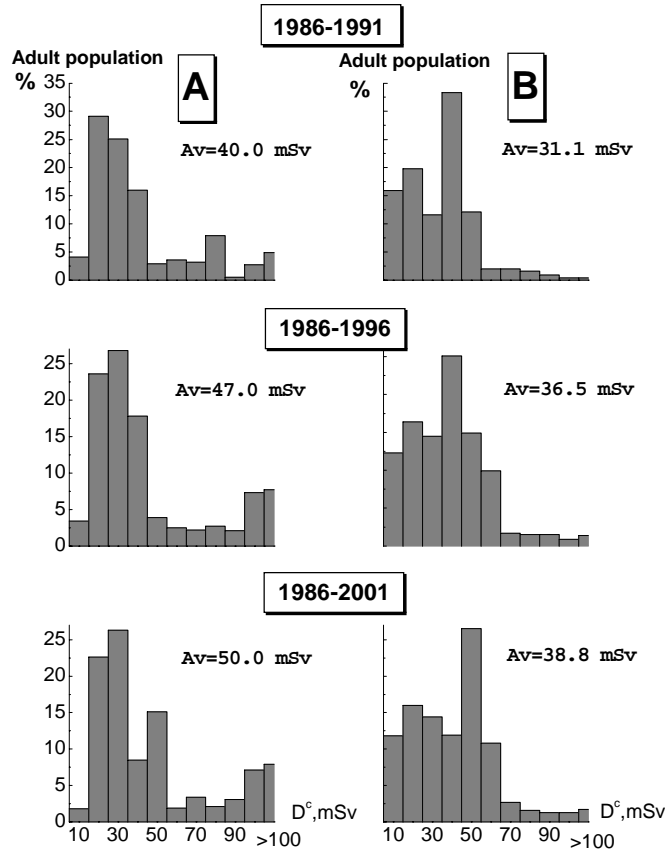 1986-1991
Adult population
%
A
35
30
25
20
15
10
5
0
Av=40.0 mSv
Adult population
%
B
Av=31.1 mSv
1986-1996
25
20
15
10
5
0
Av=47.0 mSv
Av=36.5 mSv
1986-2001
25
20
15
10
5
0
Av=50.0 mSv
10 30 50 70 90 >100
Dᶜ,mSv
Av=38.8 mSv
10 30 50 70 90 >100
Dᶜ,mSv